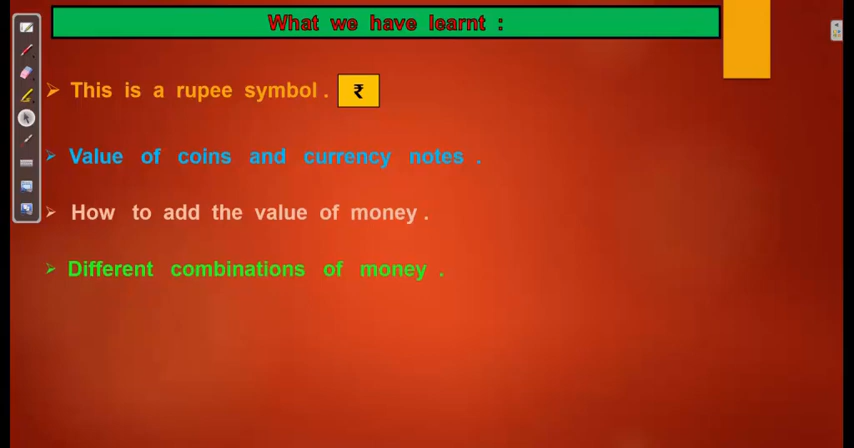 What we have learnt :
This is a rupee symbol . ₹
Value of coins and currency notes .
How to add the value of money .
Different combinations of money .